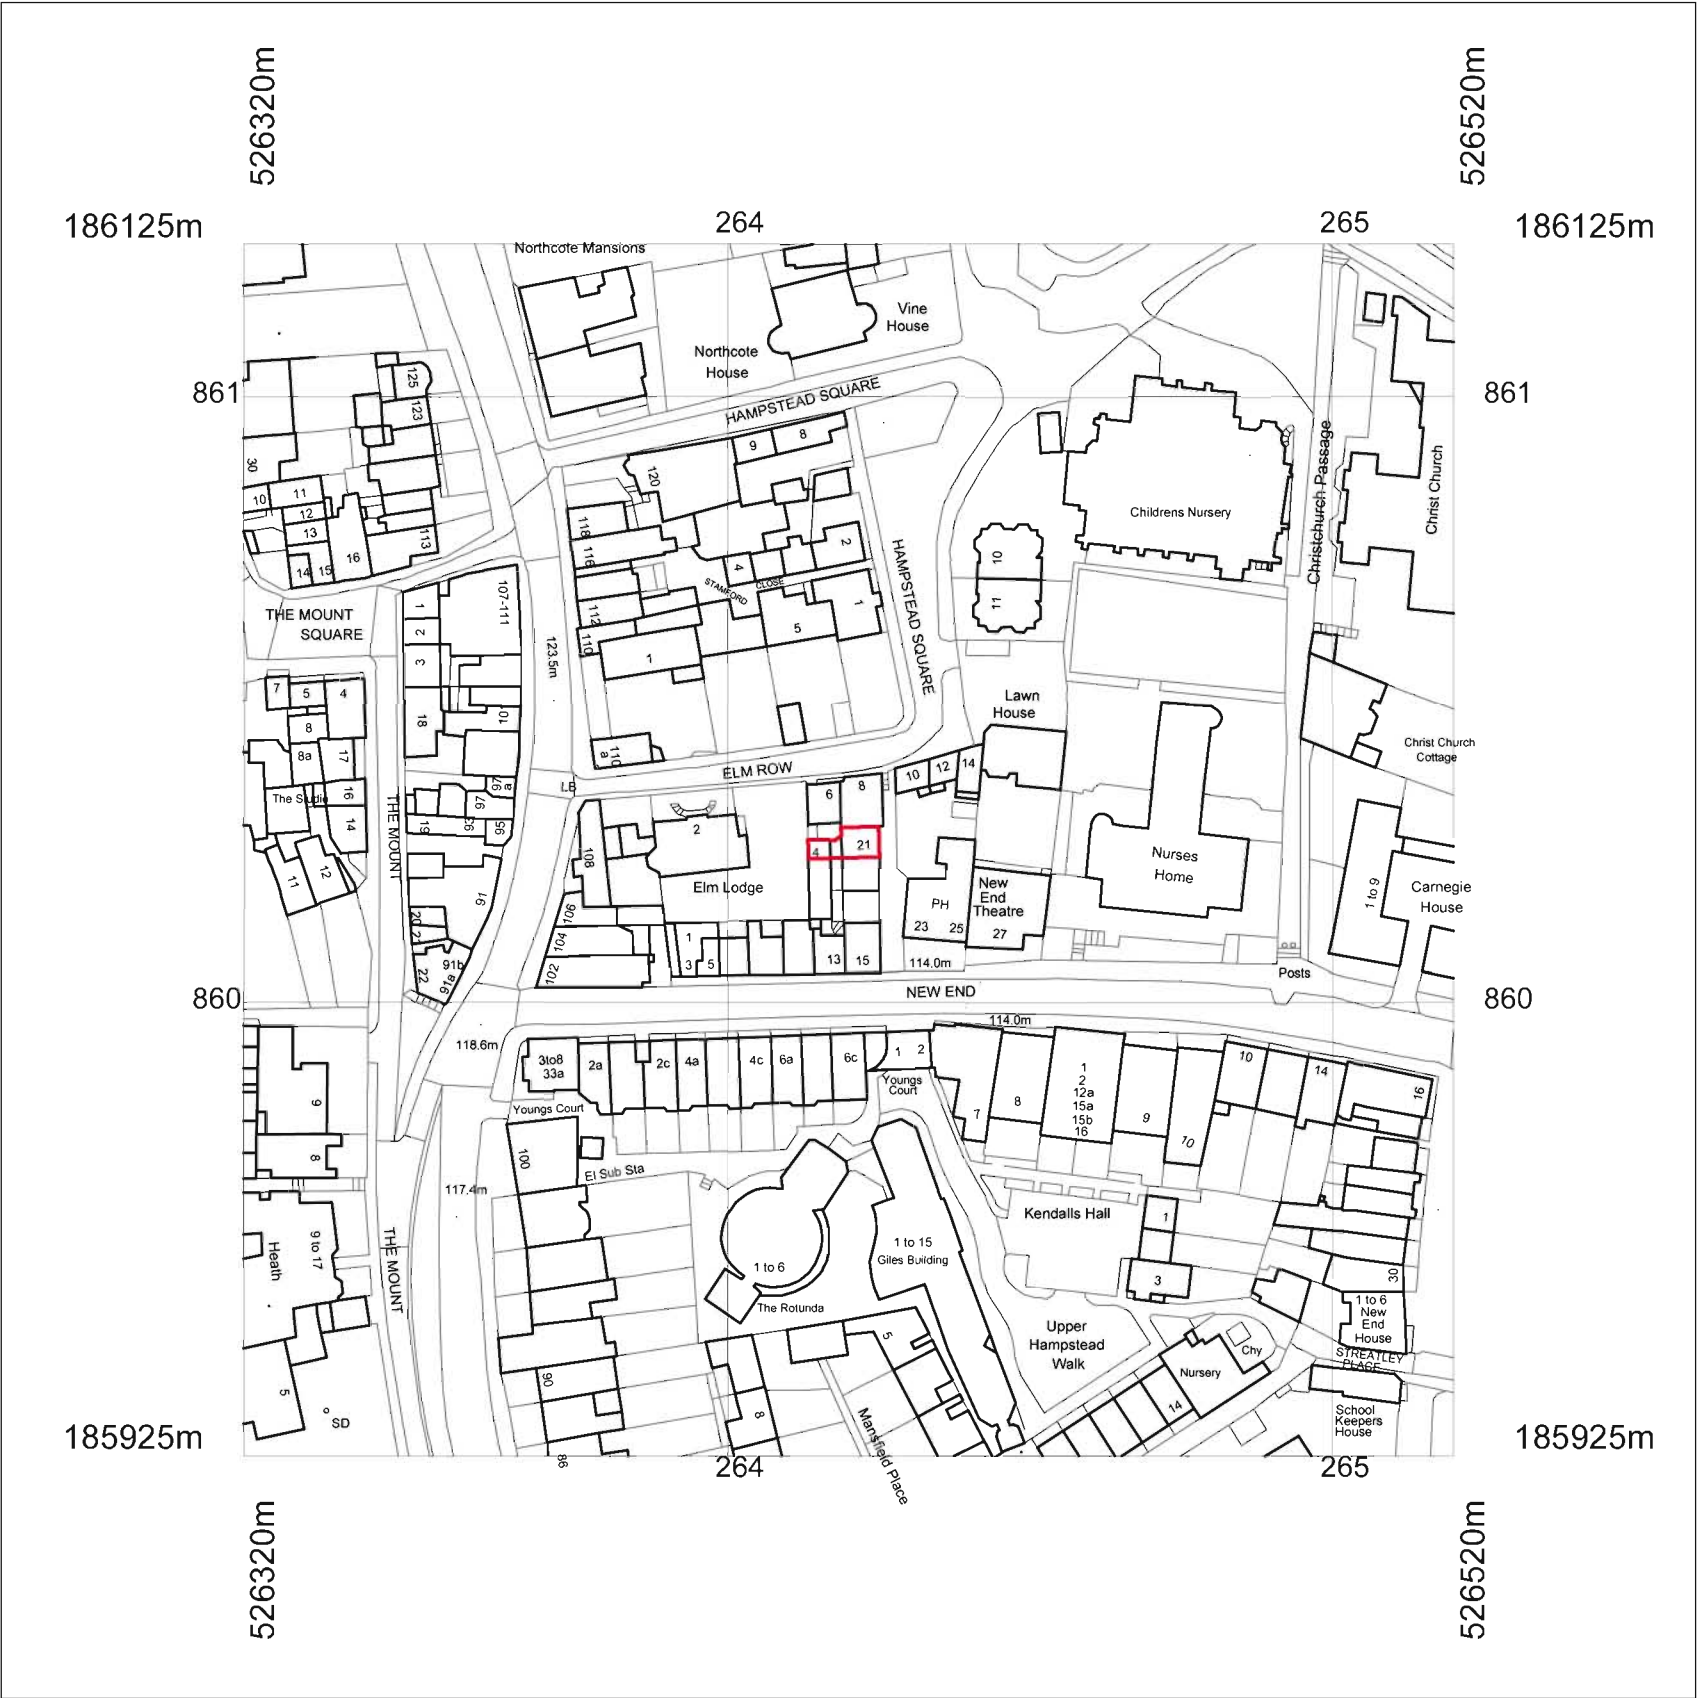 526320m
526520m
186125m
264
265
186125m
Northcote Mansions
Vine
House
Northcote
House
HAMPSTEAD SQUARE
861
861
125
123
30
10
11
12
13
14
15
16
113
120
9
8
118
116
112
110
4
2
STAMFORD
CLOSE
1
5
1
HAMPSTEAD SQUARE
10
11
Childrens Nursery
Christchurch Passage
Christ Church
THE MOUNT
SQUARE
107-111
1
2
3
18
10
123.5m
7
5
4
8
8a
17
The Studio
16
14
11
12
THE MOUNT
97
a
97
19
93
95
91
20
21
22
91b
91a
110
a
LB
ELM ROW
Lawn
House
10
12
14
6
8
2
108
Elm Lodge
4
21
106
104
102
1
3
5
13
15
PH
23
25
New
End
Theatre
27
Nurses
Home
Christ Church
Cottage
1 to 9
Carnegie
House
Posts
114.0m
860
NEW END
860
114.0m
118.6m
3to8
33a
2a
2c
4a
4c
6a
6c
1
2
Youngs
Court
Youngs Court
7
8
1
2
12a
15a
15b
16
9
10
10
14
16
9
8
100
El Sub Sta
117.4m
THE MOUNT
9 to 17
Heath
1 to 6
The Rotunda
1 to 15
Giles Building
Kendalls Hall
1
3
30
1 to 6
New
End
House
STREATLEY
PLACE
Upper
Hampstead
Walk
Chy
Nursery
14
School
Keepers
House
5
SD
90
86
8
5
Mansfield Place
185925m
264
265
185925m
526320m
526520m